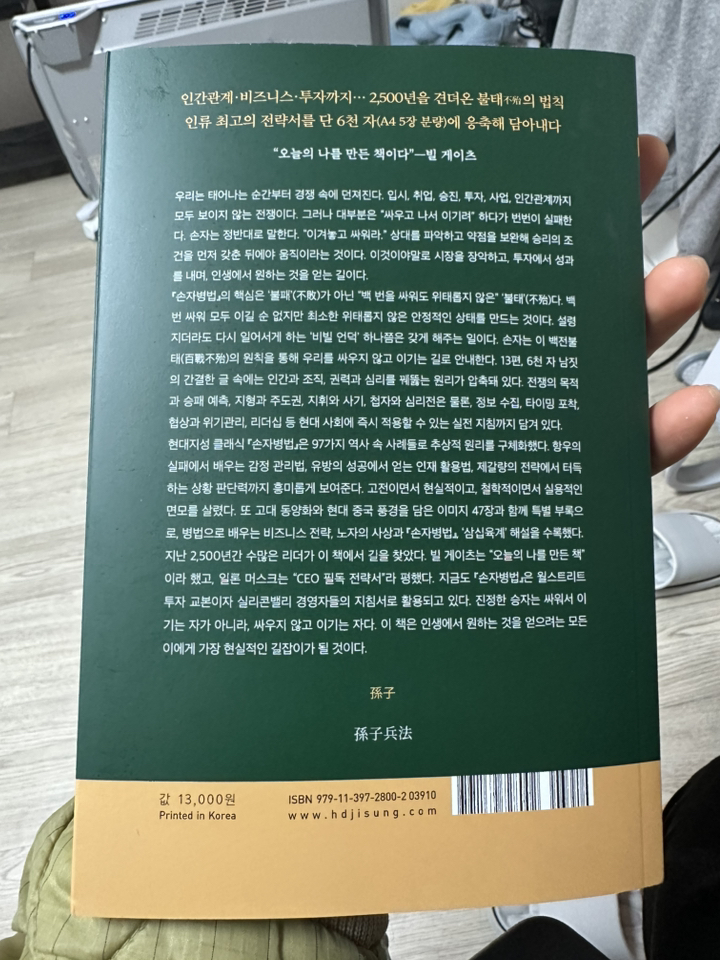 인간관계·비즈니스·투자까지… 2,500년을 견뎌온 불태不殆의 법칙
인류 최고의 전략서를 단 6천 자(A4 5장 분량)에 응축해 담아내다
“오늘의 나를 만든 책이다”—빌 게이츠
우리는 태어나는 순간부터 경쟁 속에 던져진다. 입시, 취업, 승진, 투자, 사업, 인간관계까지
모두 보이지 않는 전쟁이다. 그러나 대부분은 “싸우고 나서 이기려” 하다가 번번이 실패한
다. 손자는 정반대로 말한다. “이겨놓고 싸워라.” 상대를 파악하고 약점을 보완해 승리의 조
건을 먼저 갖춘 뒤에야 움직이라는 것이다. 이것이야말로 시장을 장악하고, 투자에서 성과
를 내며, 인생에서 원하는 것을 얻는 길이다.
『손자병법』의 핵심은 ‘불패’(不敗)가 아닌 “백 번을 싸워도 위태롭지 않은” ‘불태’(不殆)다. 백
번 싸워 모두 이길 순 없지만 최소한 위태롭지 않은 안정적인 상태를 만드는 것이다. 설령
지더라도 다시 일어서게 하는 ‘비빌 언덕’ 하나쯤은 갖게 해주는 일이다. 손자는 이 백전불
태(百戰不殆)의 원칙을 통해 우리를 싸우지 않고 이기는 길로 안내한다. 13편, 6천 자 남짓
의 간결한 글 속에는 인간과 조직, 권력과 심리를 꿰뚫는 원리가 압축돼 있다. 전쟁의 목적
과 승패 예측, 지형과 주도권, 지휘와 사기, 첩자와 심리전은 물론, 정보 수집, 타이밍 포착,
협상과 위기관리, 리더십 등 현대 사회에 즉시 적용할 수 있는 실전 지침까지 담겨 있다.
현대지성 클래식 『손자병법』은 97가지 역사 속 사례들로 추상적 원리를 구체화했다. 항우의
실패에서 배우는 감정 관리법, 유방의 성공에서 얻는 인재 활용법, 제갈량의 전략에서 터득
하는 상황 판단력까지 흥미롭게 보여준다. 고전이면서 현실적이고, 철학적이면서 실용적인
면모를 살렸다. 또 고대 동양화와 현대 중국 풍경을 담은 이미지 47장과 함께 특별 부록으
로, 병법으로 배우는 비즈니스 전략, 노자의 사상과 『손자병법』, ‘삼십육계’ 해설을 수록했다.
지난 2,500년간 수많은 리더가 이 책에서 길을 찾았다. 빌 게이츠는 “오늘의 나를 만든 책”
이라 했고, 일론 머스크는 “CEO 필독 전략서”라 평했다. 지금도 『손자병법』은 월스트리트
투자 교본이자 실리콘밸리 경영자들의 지침서로 활용되고 있다. 진정한 승자는 싸워서 이
기는 자가 아니라, 싸우지 않고 이기는 자다. 이 책은 인생에서 원하는 것을 얻으려는 모든
이에게 가장 현실적인 길잡이가 될 것이다.
孫子
孫子兵法
값 13,000원
Printed in Korea
ISBN 979-11-397-2800-2 03910
www.hdjisung.com